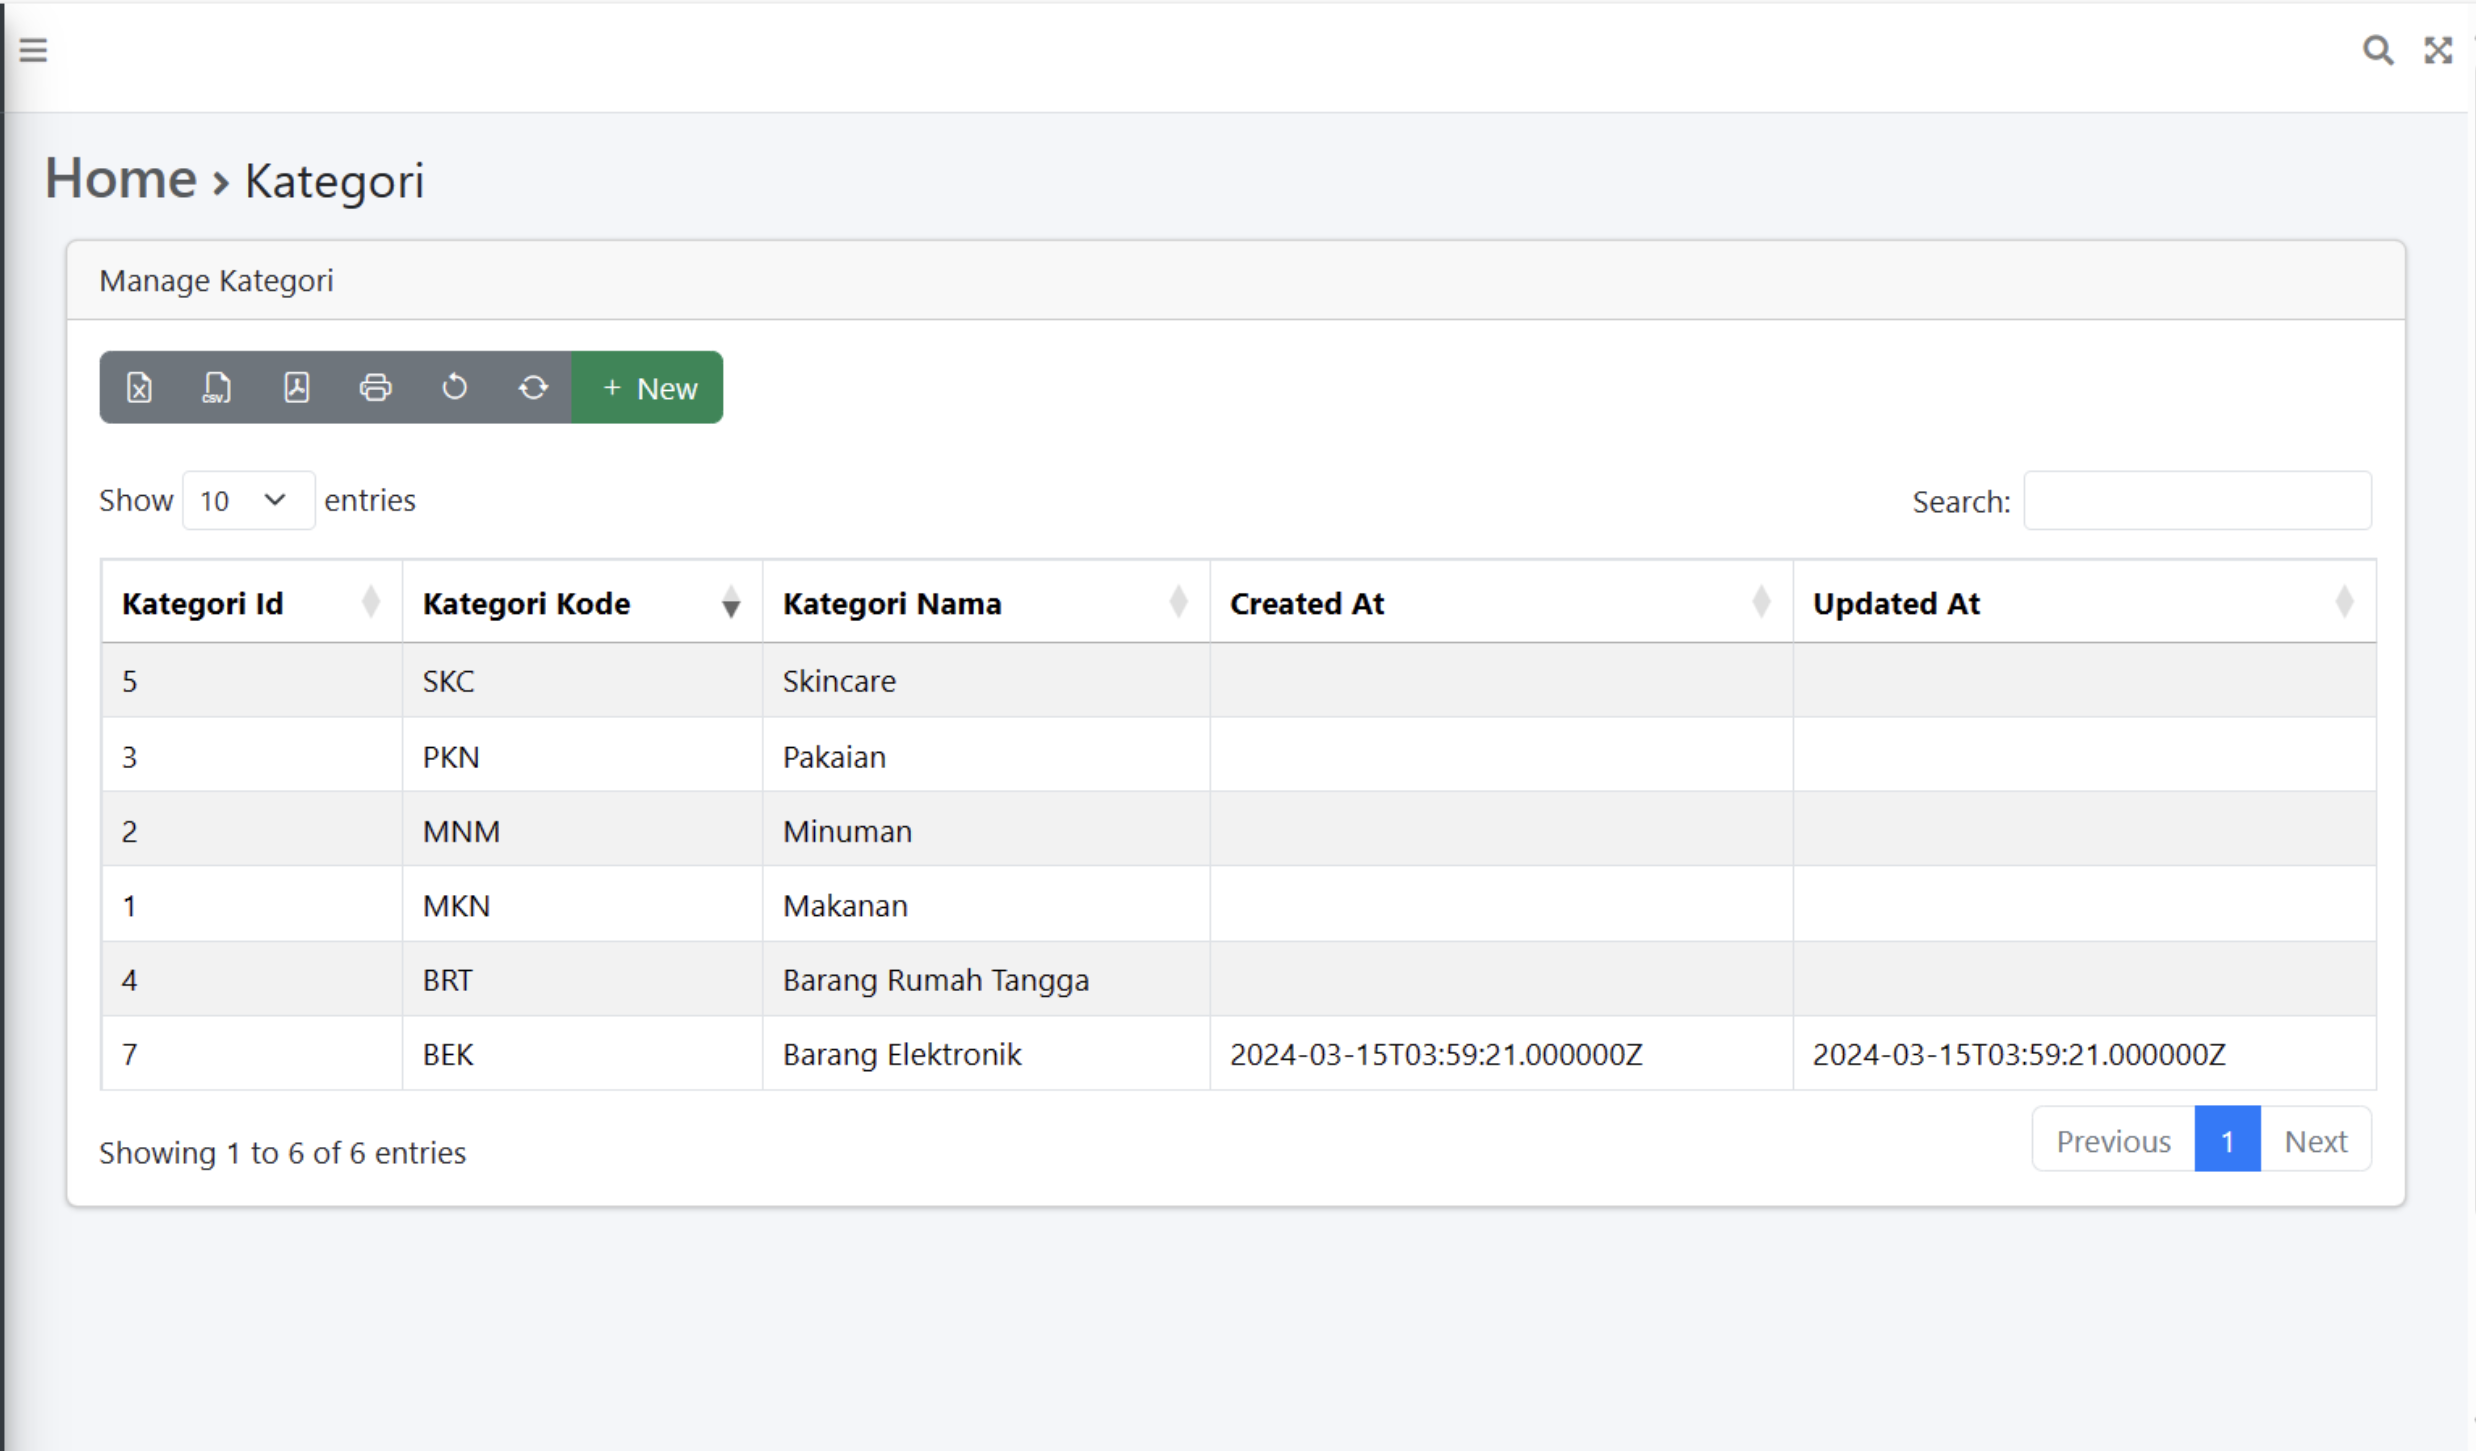 Home › Kategori
Manage Kategori
CSV + New
Show 10 entries Search:
Kategori Id Kategori Kode Kategori Nama Created At Updated At
5 SKC Skincare
3 PKN Pakaian
2 MNM Minuman
1 MKN Makanan
4 BRT Barang Rumah Tangga
7 BEK Barang Elektronik 2024-03-15T03:59:21.000000Z 2024-03-15T03:59:21.000000Z
Showing 1 to 6 of 6 entries Previous 1 Next